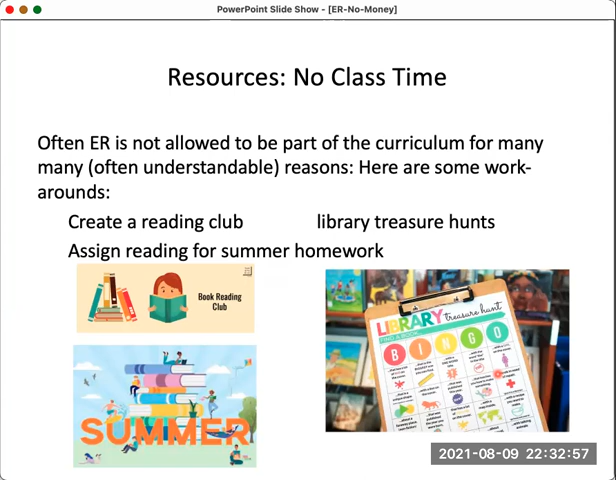 PowerPoint Slide Show - [ER-No-Money]
Resources: No Class Time
Often ER is not allowed to be part of the curriculum for many
many (often understandable) reasons: Here are some work-
arounds:
Create a reading club
library treasure hunts
Assign reading for summer homework
Book Reading
Club
SUMMER
LIBRARY treasure hunt
BINGO
2021-08-09 22:32:57